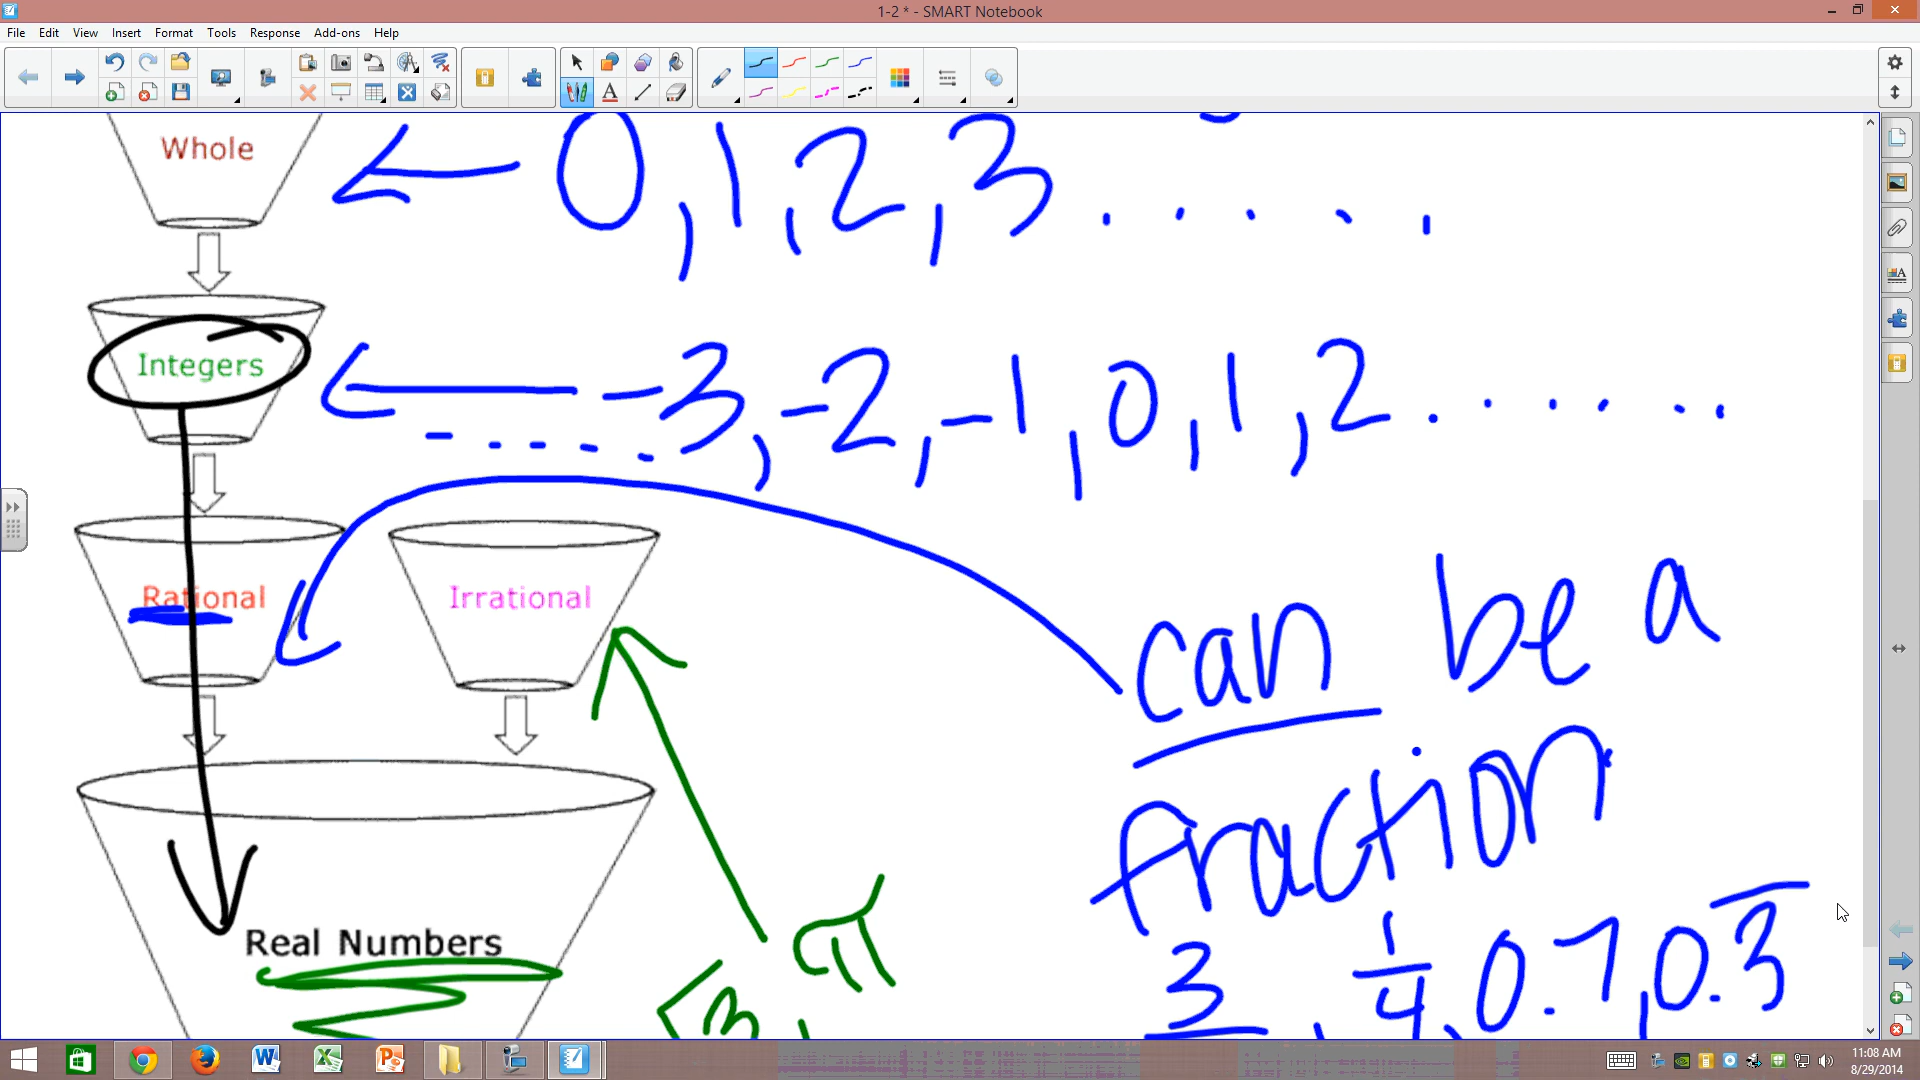 1-2 * - SMART Notebook
File Edit View Insert Format Tools Response Add-ons Help
Whole
0, 1, 2, 3 . . . . .
Integers
- - - - - -3, -2, -1, 0, 1, 2 . . . . . .
Rational
Irrational
can be a
fraction
Real Numbers
π
3
1/4, 0.7, 0.3̅
11:08 AM
8/29/2014